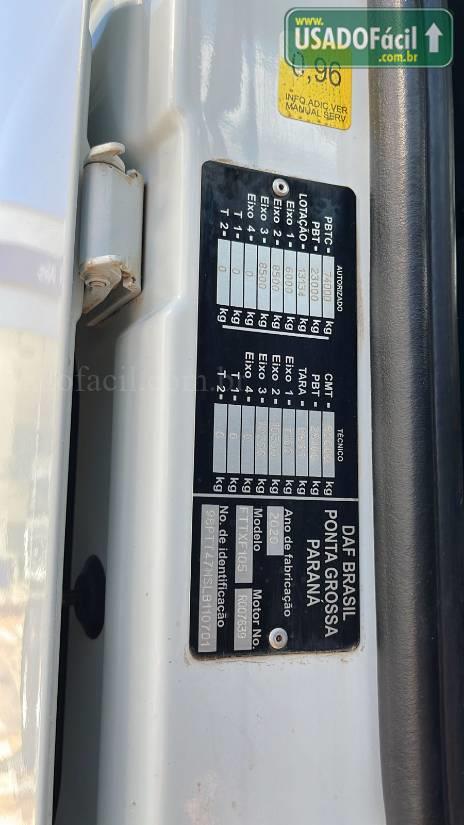 www.
USADOFácil
.com.br
0,96
INFO.ADIC.VER
MANUAL SERV
DAF BRASIL
PONTA GROSSA
PARANÁ
Ano de fabricação
2020
Modelo Motor No.
FTTXF105 R007639
No. de identificação
TÉCNICO
CMT - kg
PBT - kg
TARA - kg
Eixo 1 - kg
Eixo 2 - kg
Eixo 3 - kg
Eixo 4 - 0 kg
T 1 - 0 kg
T 2 - 0 kg
AUTORIZADO
PBTC - 74000 kg
PBT - 23000 kg
LOTAÇÃO - 13134 kg
Eixo 1 - 6000 kg
Eixo 2 - 8500 kg
Eixo 3 - 8500 kg
Eixo 4 - 0 kg
T 1 - 0 kg
T 2 - 0 kg